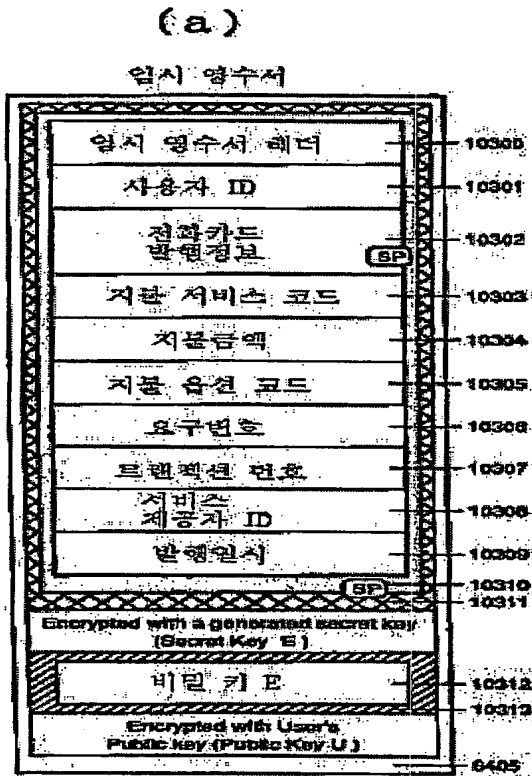 (a)
임시 영수서
임시 영수서 헤더
10300
사용자 ID
10301
전화카드
발행정보
10302
SP
지불 서비스 코드
10303
지불금액
10304
지불 옵션 코드
10305
요구번호
10306
트랜잭션 번호
10307
서비스
제공자 ID
10308
발행일시
10309
SP
10310
10311
Encrypted with a generated secret key
(Secret Key E)
비밀 키 E
10312
10313
Encrypted with User's
Public key (Public Key U)
6405